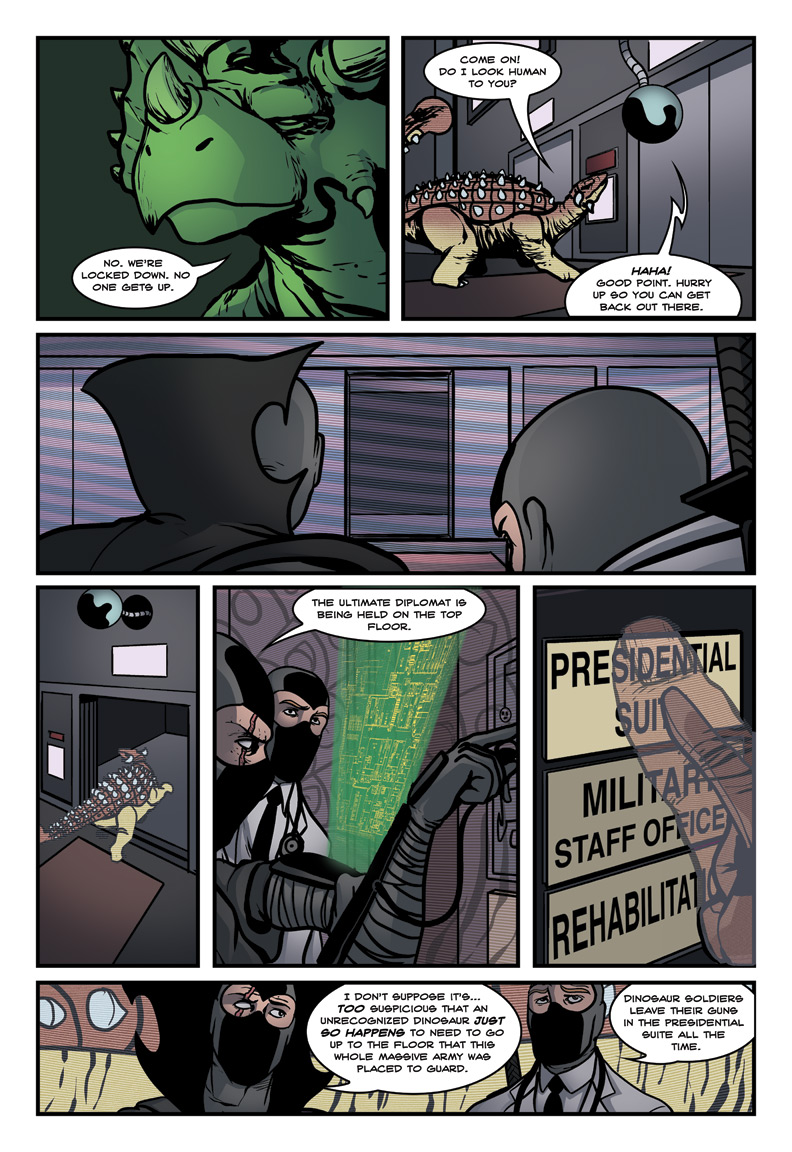 NO. WE'RE
LOCKED DOWN. NO
ONE GETS UP.
COME ON!
DO I LOOK HUMAN
TO YOU?
HAHA!
GOOD POINT. HURRY
UP SO YOU CAN GET
BACK OUT THERE.
THE ULTIMATE DIPLOMAT IS
BEING HELD ON THE TOP
FLOOR.
PRESIDENTIAL
SUIT
MILITARY
STAFF OFFICE
REHABILITATI
I DON'T SUPPOSE IT'S...
TOO SUSPICIOUS THAT AN
UNRECOGNIZED DINOSAUR JUST
SO HAPPENS TO NEED TO GO
UP TO THE FLOOR THAT THIS
WHOLE MASSIVE ARMY WAS
PLACED TO GUARD.
DINOSAUR SOLDIERS
LEAVE THEIR GUNS
IN THE PRESIDENTIAL
SUITE ALL THE
TIME.